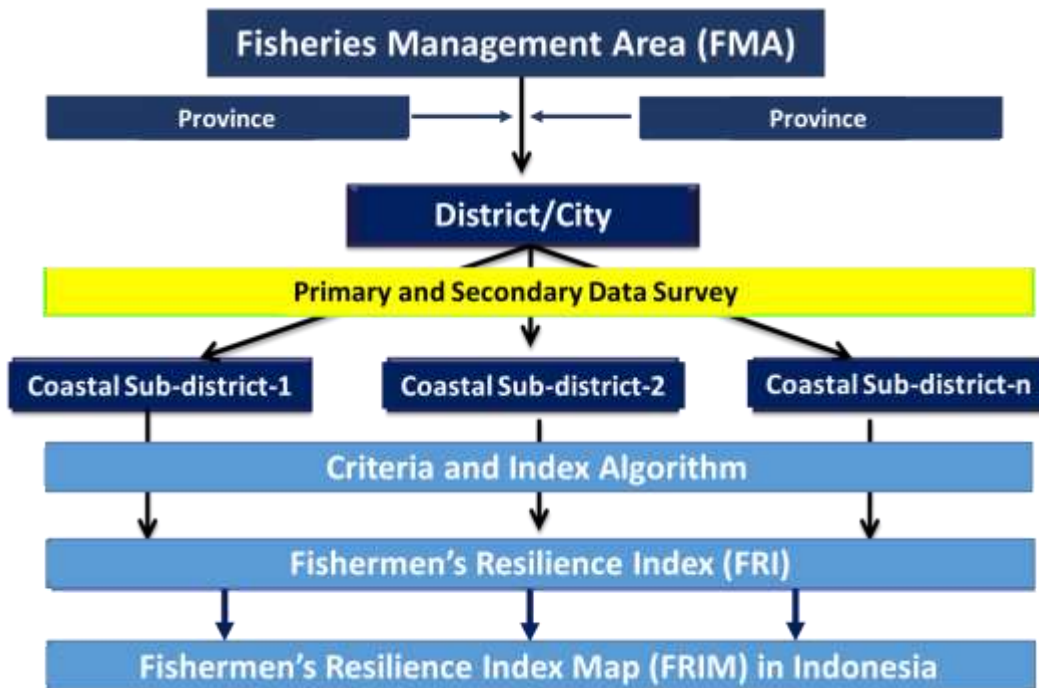 Fisheries Management Area (FMA)
Province
Province
District/City
Primary and Secondary Data Survey
Coastal Sub-district-1
Coastal Sub-district-2
Coastal Sub-district-n
Criteria and Index Algorithm
Fishermen’s Resilience Index (FRI)
Fishermen’s Resilience Index Map (FRIM) in Indonesia